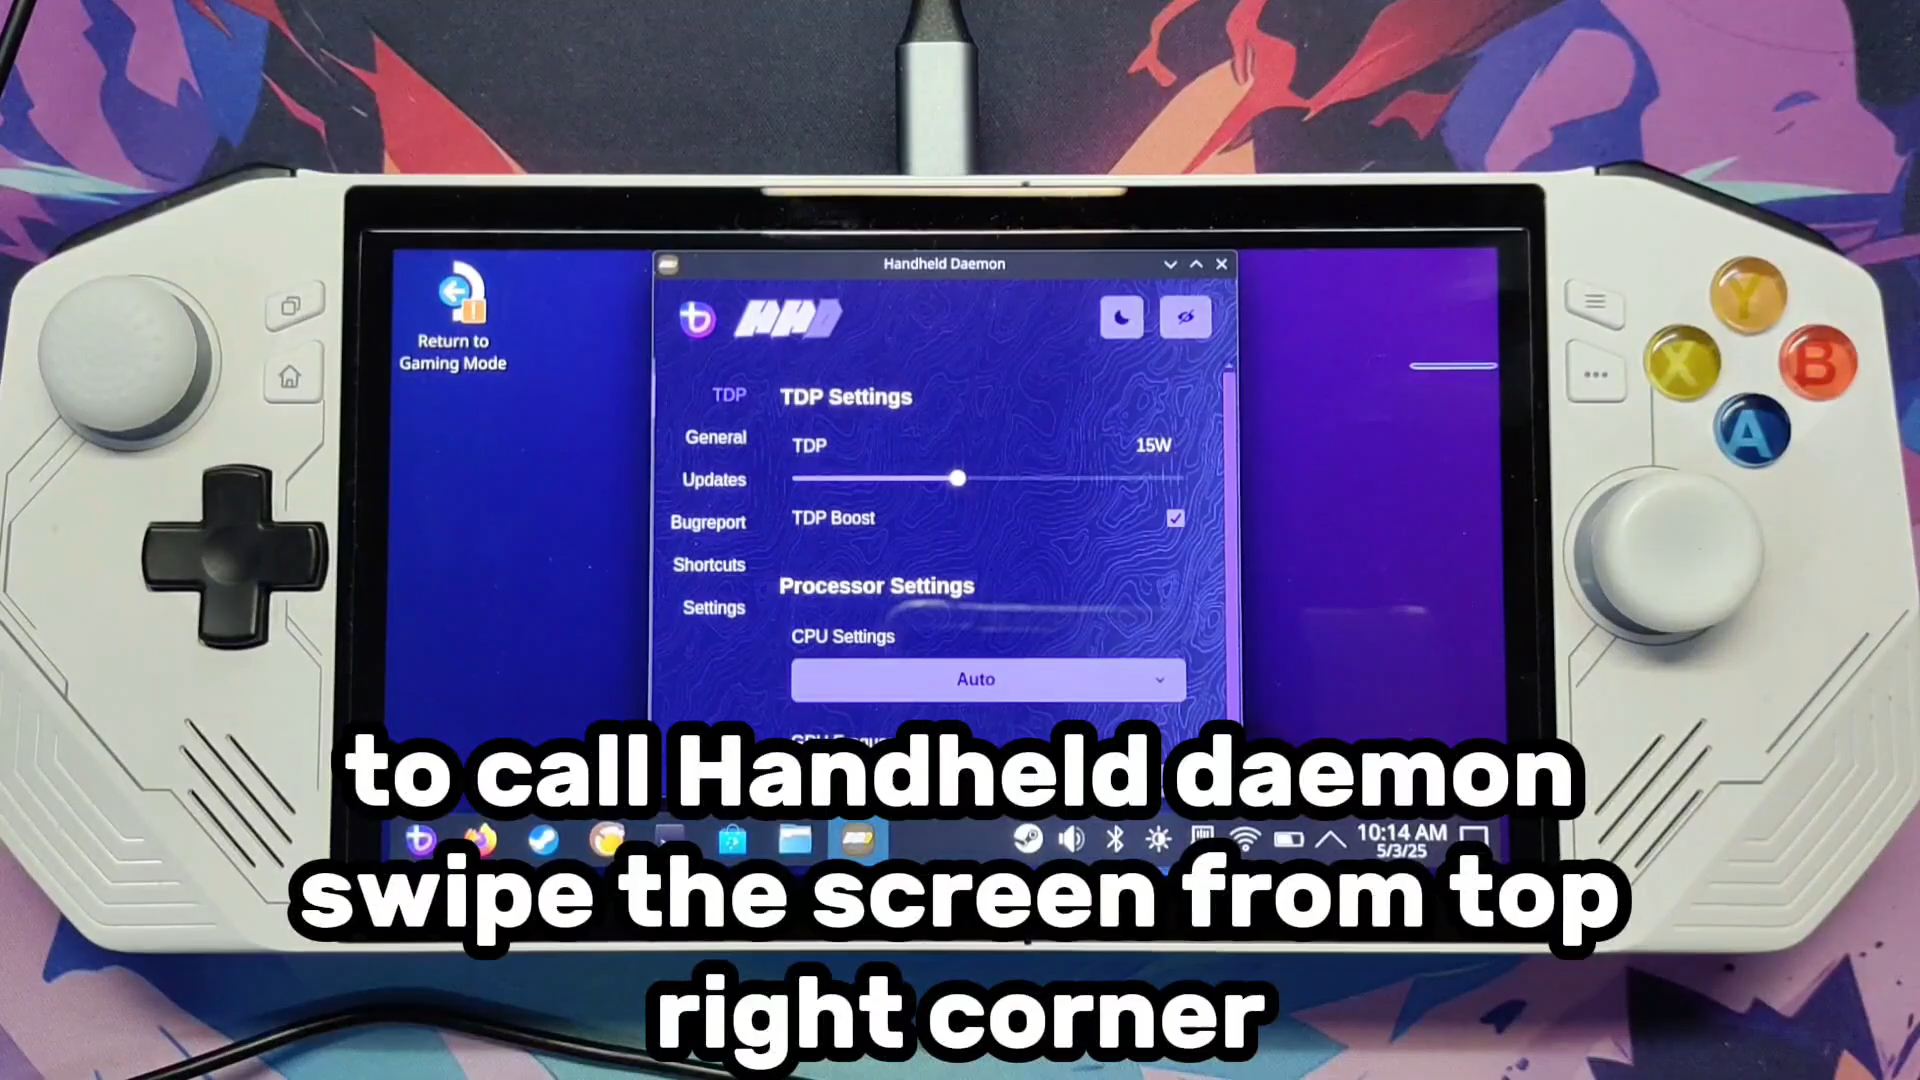 Handheld Daemon
HHD
Return to
Gaming Mode
TDP
General
Updates
Bugreport
Shortcuts
Settings
TDP Settings
TDP 15W
TDP Boost
Processor Settings
CPU Settings
Auto
Y
X
B
A
10:14 AM
5/3/25
to call Handheld daemon
swipe the screen from top
right corner